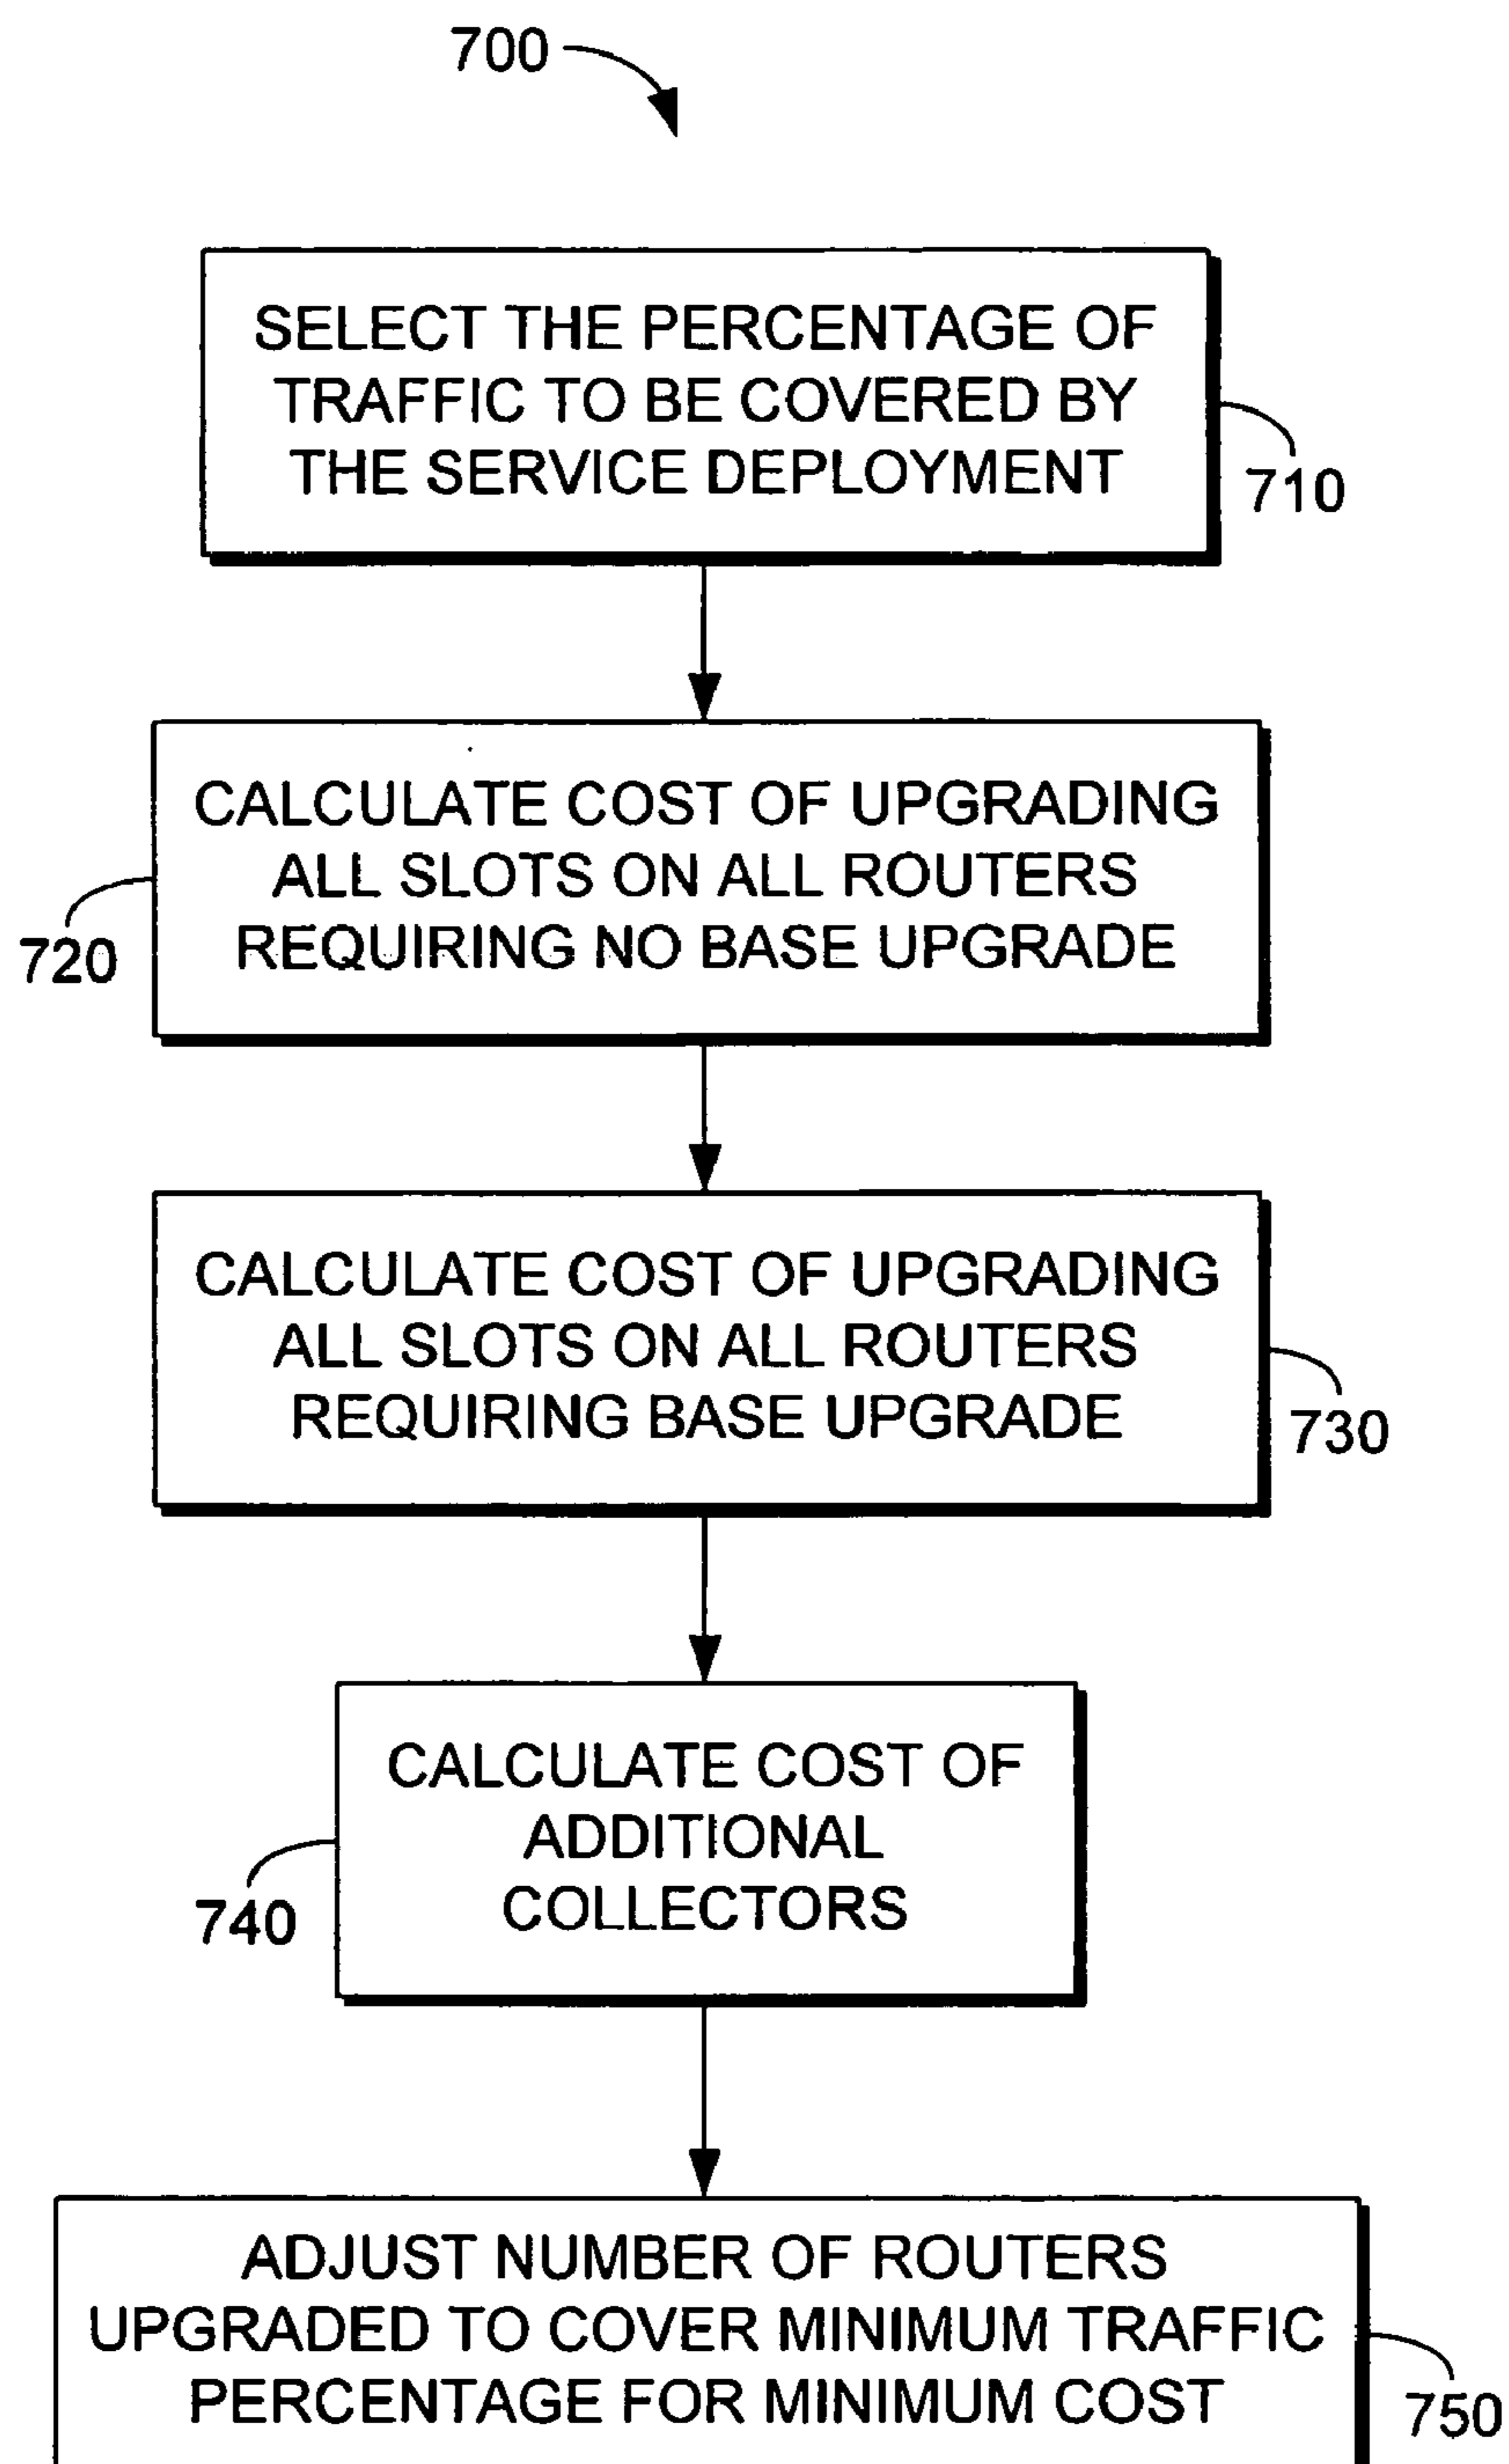 700
SELECT THE PERCENTAGE OF
TRAFFIC TO BE COVERED BY
THE SERVICE DEPLOYMENT
710
CALCULATE COST OF UPGRADING
ALL SLOTS ON ALL ROUTERS
REQUIRING NO BASE UPGRADE
720
CALCULATE COST OF UPGRADING
ALL SLOTS ON ALL ROUTERS
REQUIRING BASE UPGRADE
730
CALCULATE COST OF
ADDITIONAL
COLLECTORS
740
ADJUST NUMBER OF ROUTERS
UPGRADED TO COVER MINIMUM TRAFFIC
PERCENTAGE FOR MINIMUM COST
750